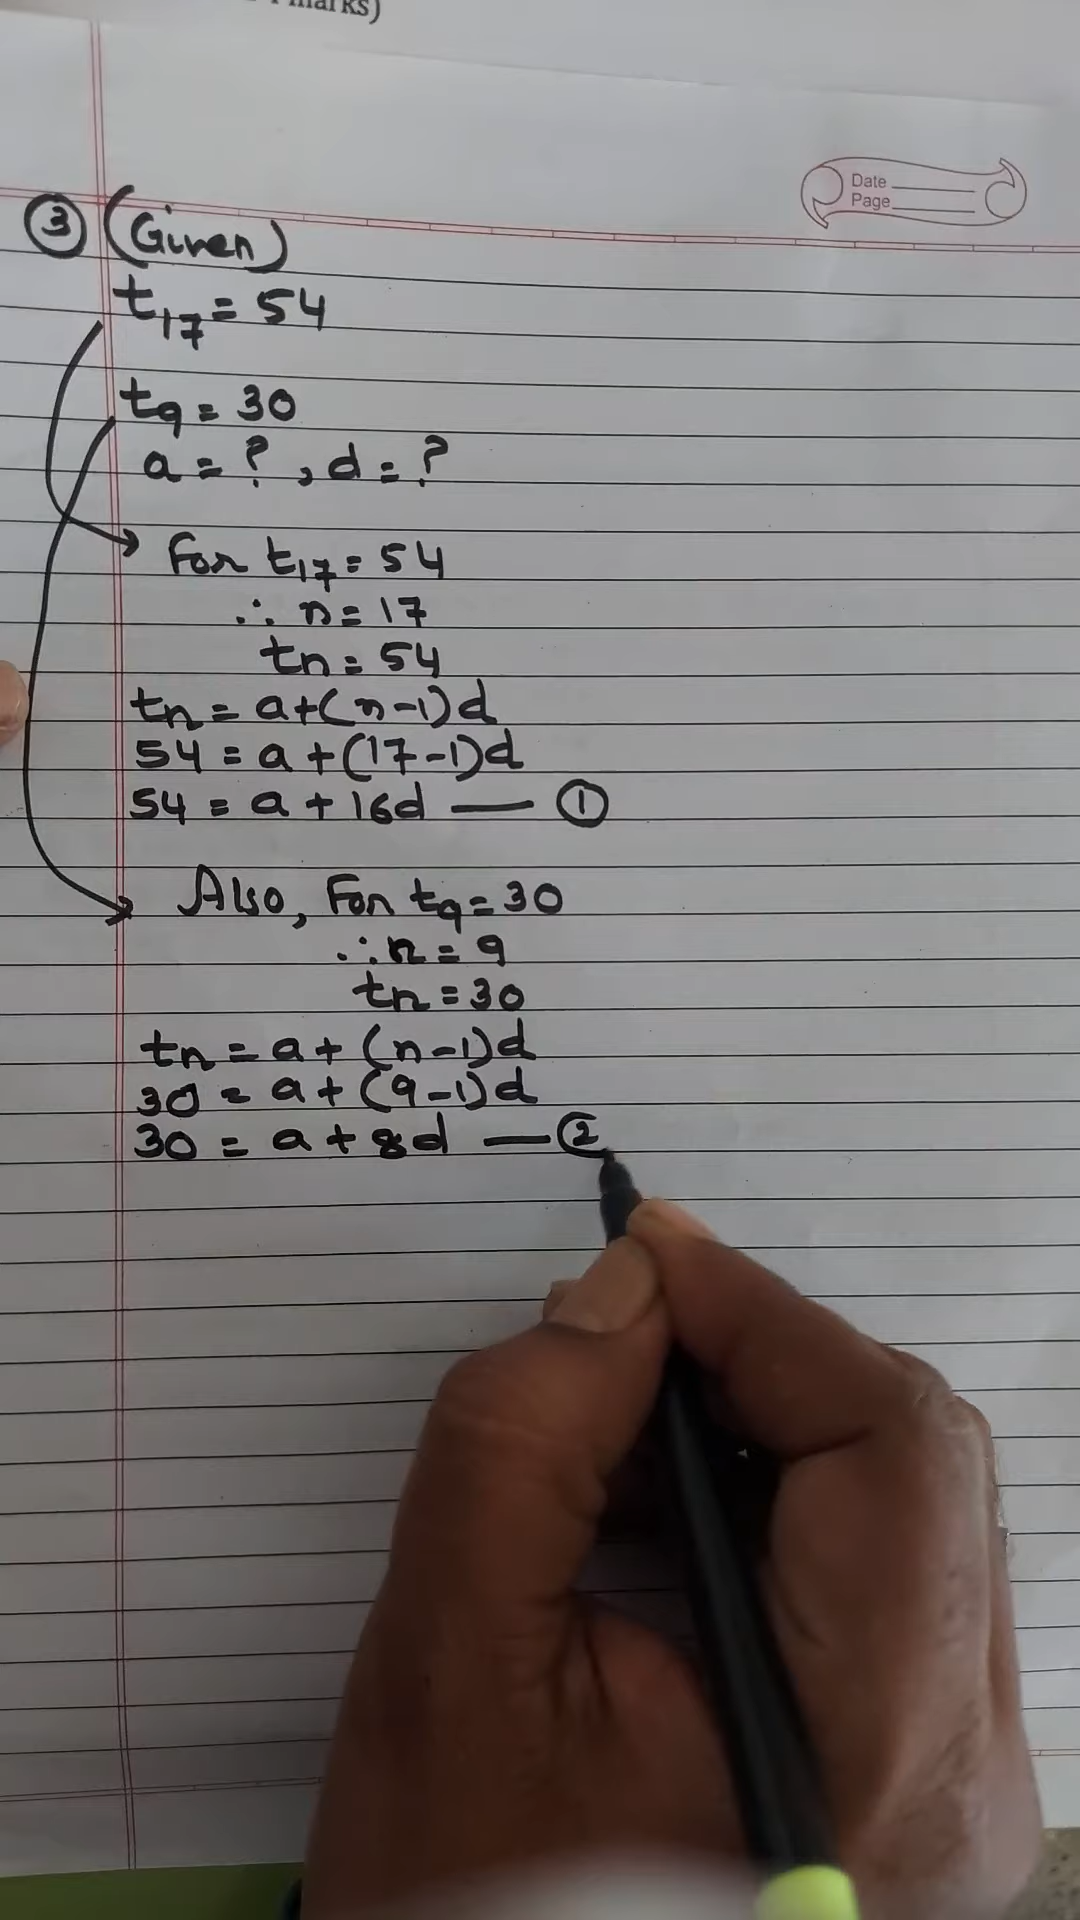 marks)
Date
Page
③ (Given)
t₁₇ = 54
t₉ = 30
a = ? , d = ?
For t₁₇ = 54
∴ n = 17
tn = 54
tn = a + (n-1)d
54 = a + (17-1)d
54 = a + 16d — ①
Also, For t₉ = 30
∴ n = 9
tn = 30
tn = a + (n-1)d
30 = a + (9-1)d
30 = a + 8d — ②